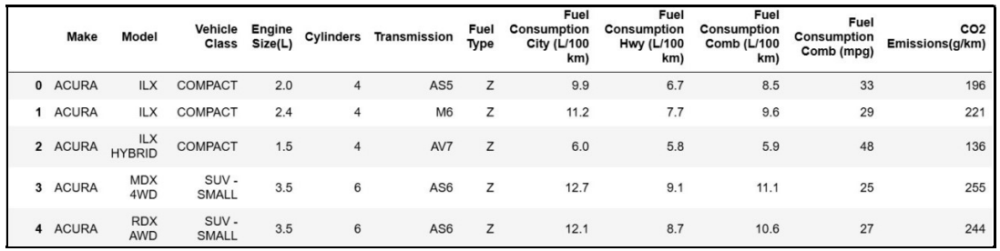 Make Model Vehicle Class Engine Size(L) Cylinders Transmission Fuel Type Fuel Consumption City (L/100 km) Fuel Consumption Hwy (L/100 km) Fuel Consumption Comb (L/100 km) Fuel Consumption Comb (mpg) CO2 Emissions(g/km)
0 ACURA ILX COMPACT 2.0 4 AS5 Z 9.9 6.7 8.5 33 196
1 ACURA ILX COMPACT 2.4 4 M6 Z 11.2 7.7 9.6 29 221
2 ACURA ILX HYBRID COMPACT 1.5 4 AV7 Z 6.0 5.8 5.9 48 136
3 ACURA MDX 4WD SUV - SMALL 3.5 6 AS6 Z 12.7 9.1 11.1 25 255
4 ACURA RDX AWD SUV - SMALL 3.5 6 AS6 Z 12.1 8.7 10.6 27 244